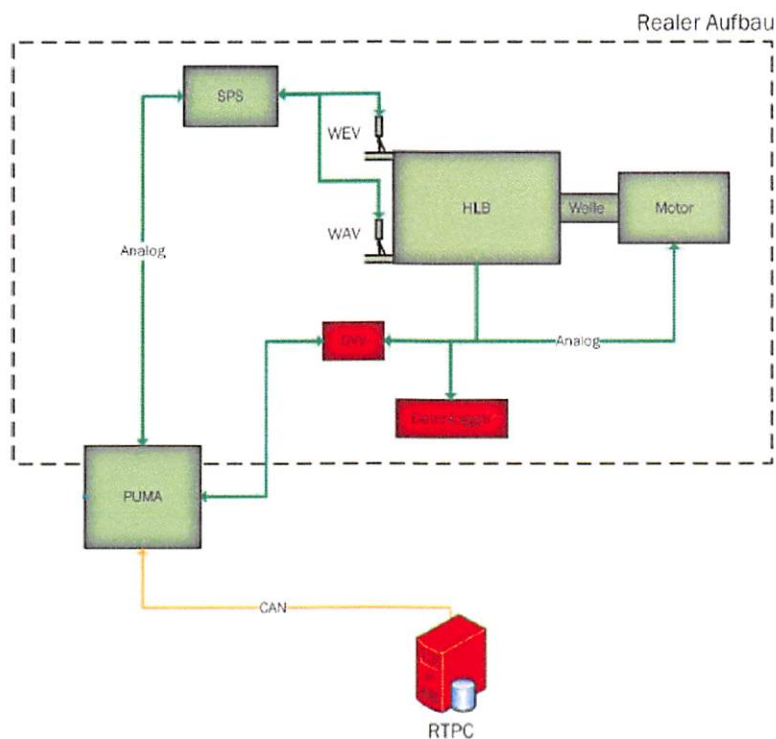 Realer Aufbau
SPS
WEV
HLB
Welle
Motor
WAV
Analog
Analog
PUMA
CAN
RTPC